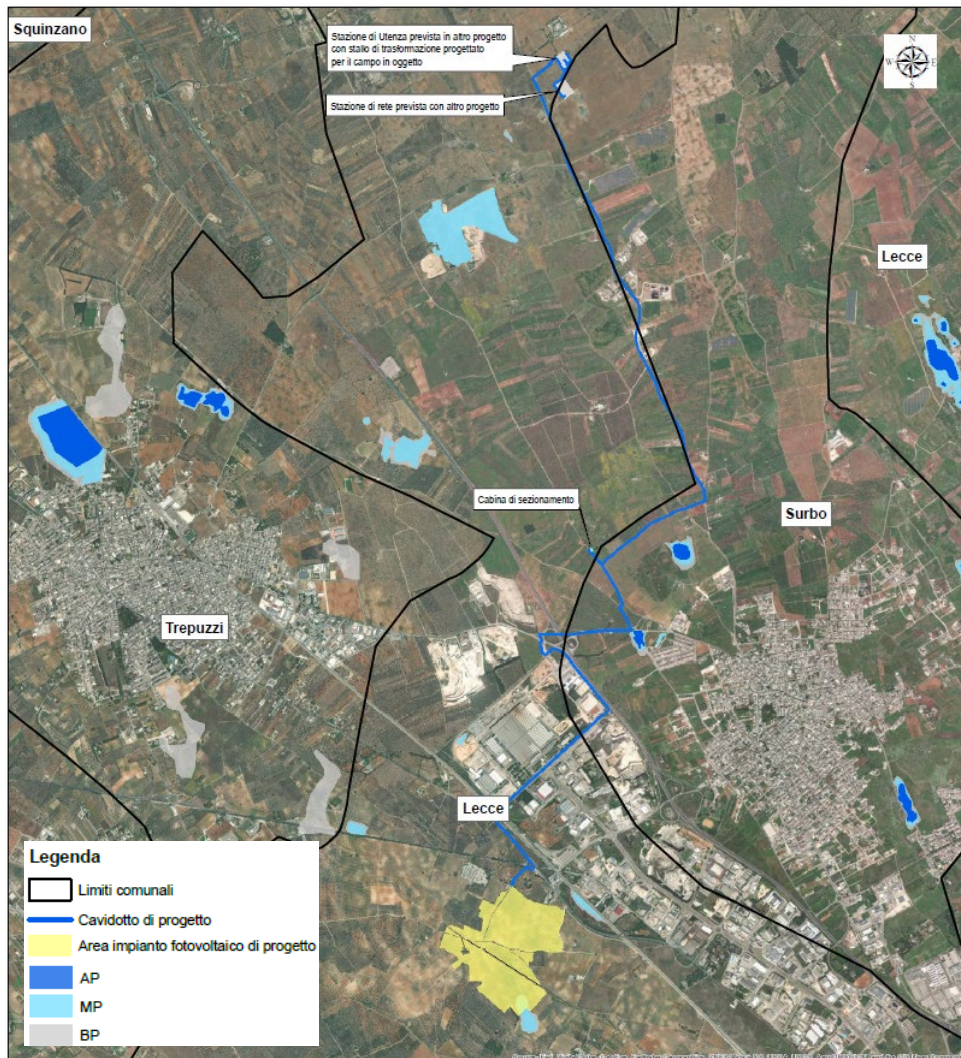 Squinzano
Stazione di Utenza prevista in altro progetto
con stallo di trasformazione progettato
per il campo in oggetto
Stazione di rete prevista con altro progetto
N
W
E
S
Lecce
Cabina di sezionamento
Surbo
Trepuzzi
Lecce
Legenda
Limiti comunali
Cavidotto di progetto
Area impianto fotovoltaico di progetto
AP
MP
BP